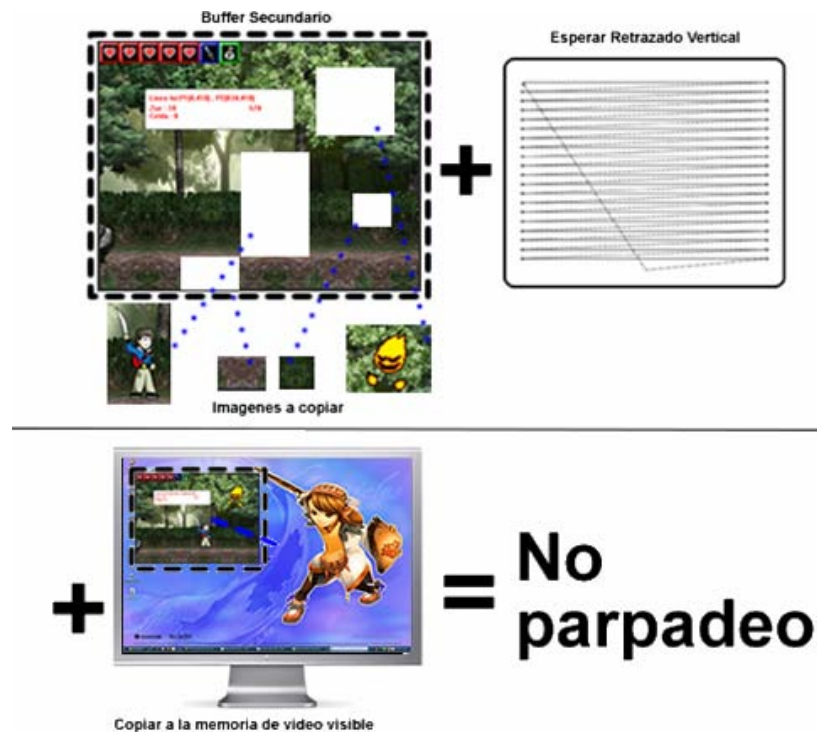 Buffer Secundario
Esperar Retrazado Vertical
Imagenes a copiar
No
parpadeo
Copiar a la memoria de video visible